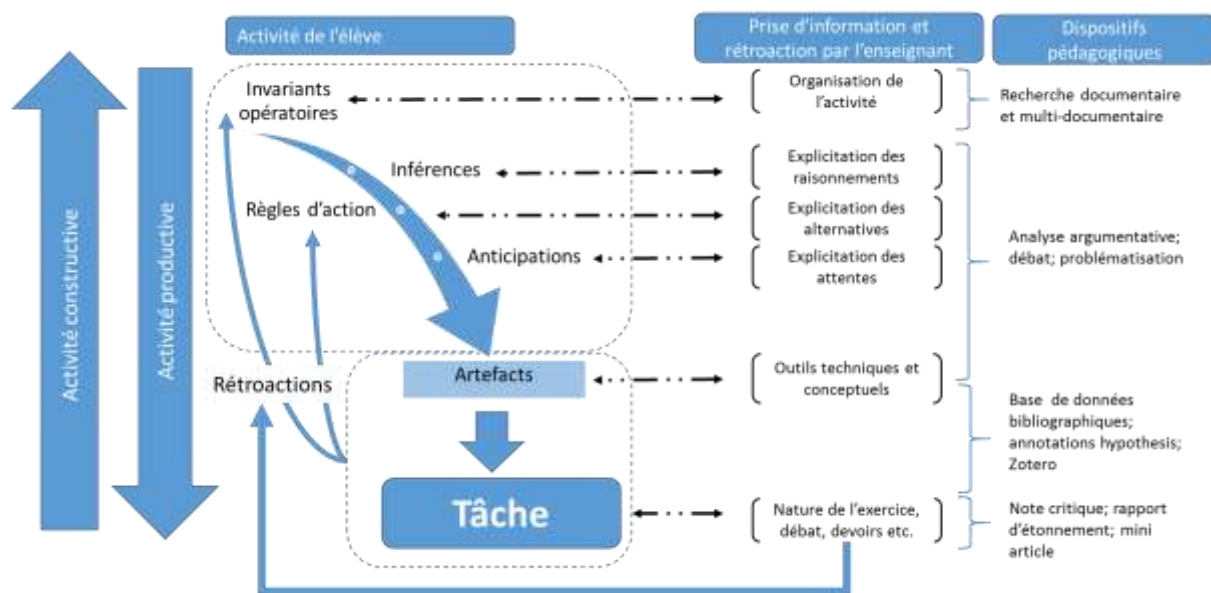 Activité constructive
Activité productive
Activité de l'élève
Invariants
opératoires
Inférences
Règles d'action
Anticipations
Rétroactions
Artefacts
Tâche
Prise d'information et
rétroaction par l'enseignant
Organisation de
l'activité
Explicitation des
raisonnements
Explicitation des
alternatives
Explicitation des
attentes
Outils techniques et
conceptuels
Nature de l'exercice,
débat, devoirs etc.
Dispositifs
pédagogiques
Recherche documentaire
et multi-documentaire
Analyse argumentative;
débat; problématisation
Base de données
bibliographiques;
annotations hypothesis;
Zotero
Note critique; rapport
d'étonnement; mini
article